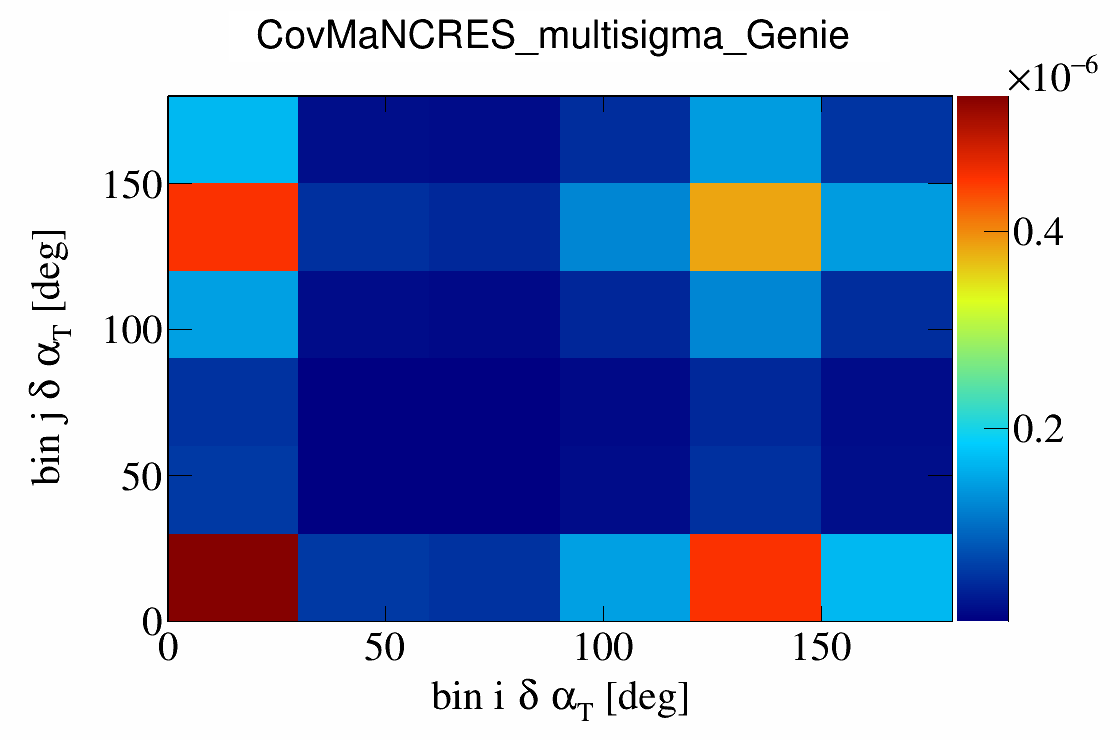 CovMaNCRES_multisigma_Genie
×10⁻⁶
150
100
50
0
0.4
0.2
0 50 100 150
bin j δ α_T [deg]
bin i δ α_T [deg]